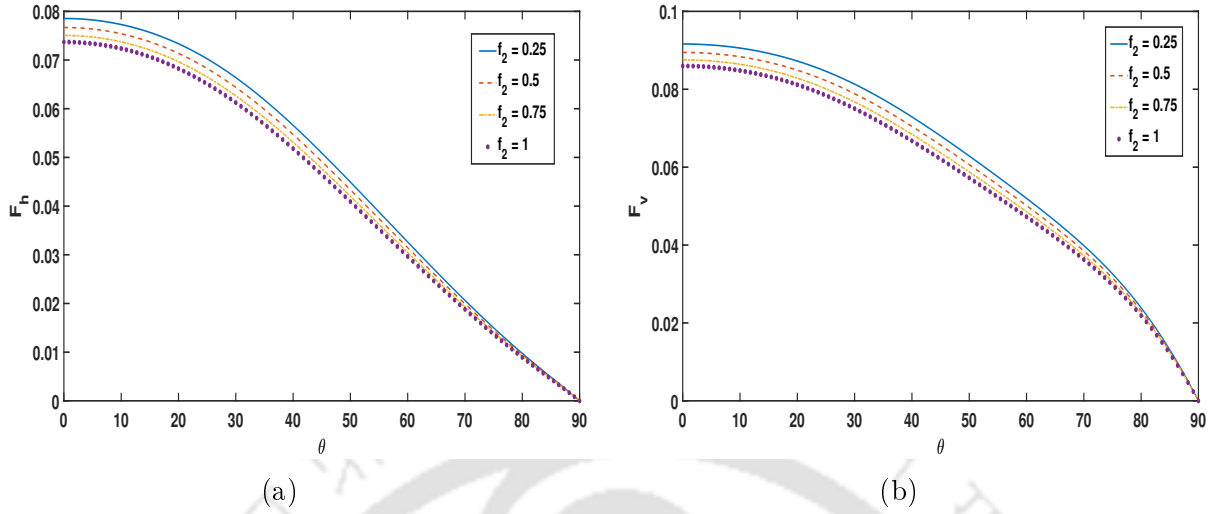 0.08
0.07
0.06
0.05
0.04
0.03
0.02
0.01
0
F_h
0 10 20 30 40 50 60 70 80 90
θ
f_2 = 0.25
f_2 = 0.5
f_2 = 0.75
f_2 = 1
(a)
0.1
0.08
0.06
0.04
0.02
0
F_v
0 10 20 30 40 50 60 70 80 90
θ
f_2 = 0.25
f_2 = 0.5
f_2 = 0.75
f_2 = 1
(b)